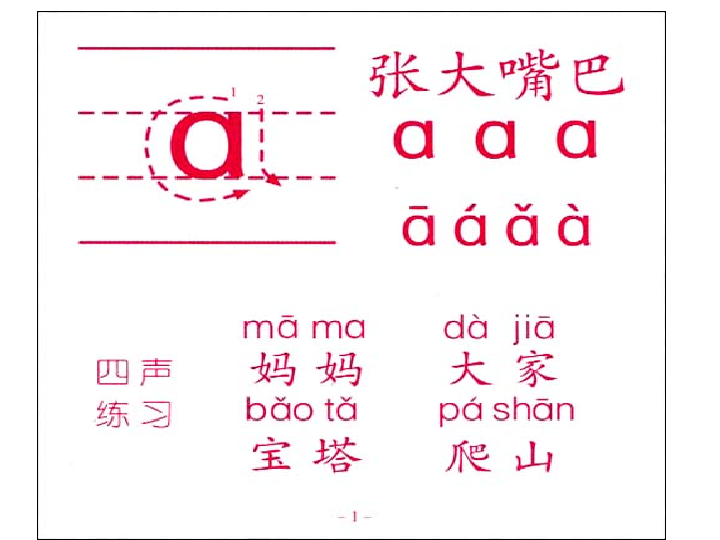 1 2
a
张大嘴巴
a a a
ā á ǎ à
四声
练习
mā ma
妈妈
bǎo tǎ
宝塔
dà jiā
大家
pá shān
爬山
– 1 –